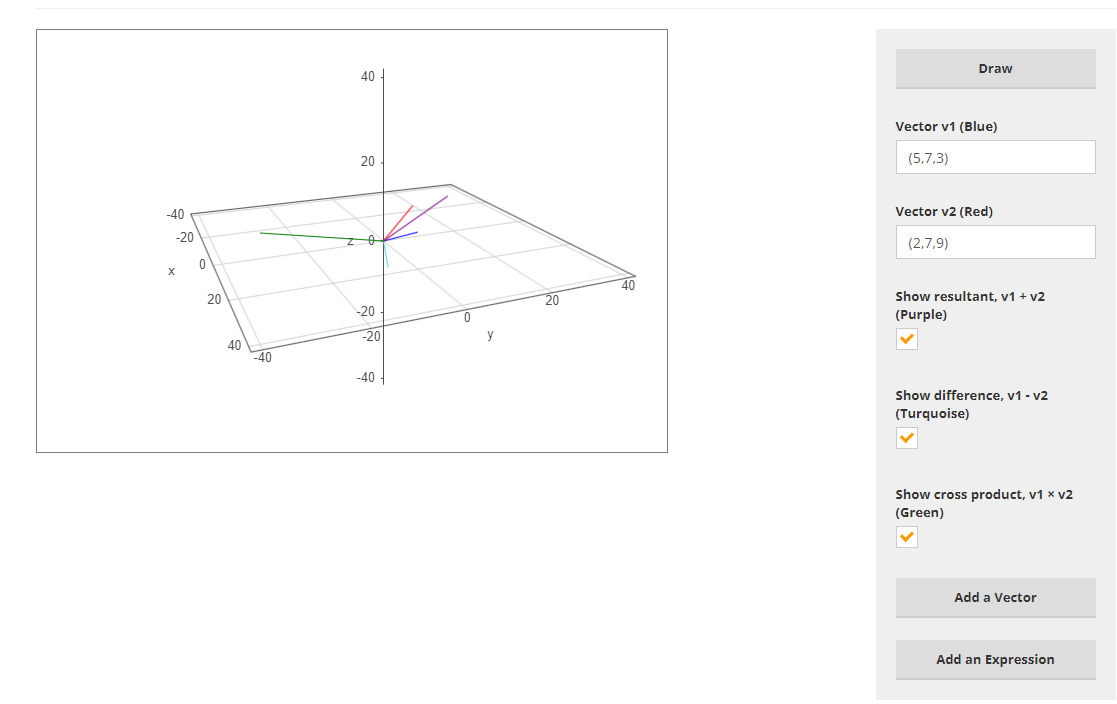 40
20
-40
-20
z 0
0
x
20
40
20
-20
0
y
-20
40
-40
-40
Draw
Vector v1 (Blue)
(5,7,3)
Vector v2 (Red)
(2,7,9)
Show resultant, v1 + v2
(Purple)
Show difference, v1 - v2
(Turquoise)
Show cross product, v1 × v2
(Green)
Add a Vector
Add an Expression